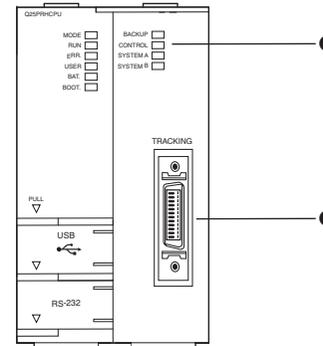 Q25PRHCPU
MODE
RUN
ERR.
USER
BAT.
BOOT.
BACKUP
CONTROL
SYSTEM A
SYSTEM B
TRACKING
PULL
USB
RS-232